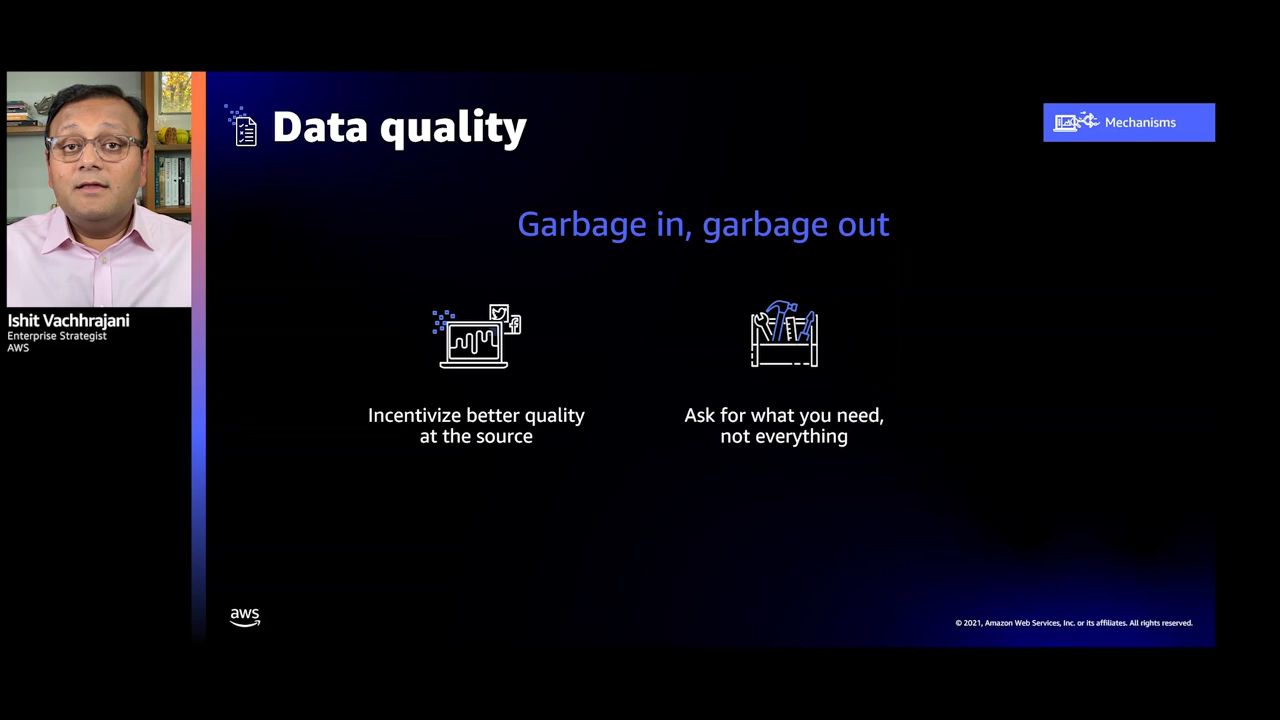 Data quality
Mechanisms
Garbage in, garbage out
Incentivize better quality
at the source
Ask for what you need,
not everything
Ishit Vachhrajani
Enterprise Strategist
AWS
aws
© 2021, Amazon Web Services, Inc. or its affiliates. All rights reserved.